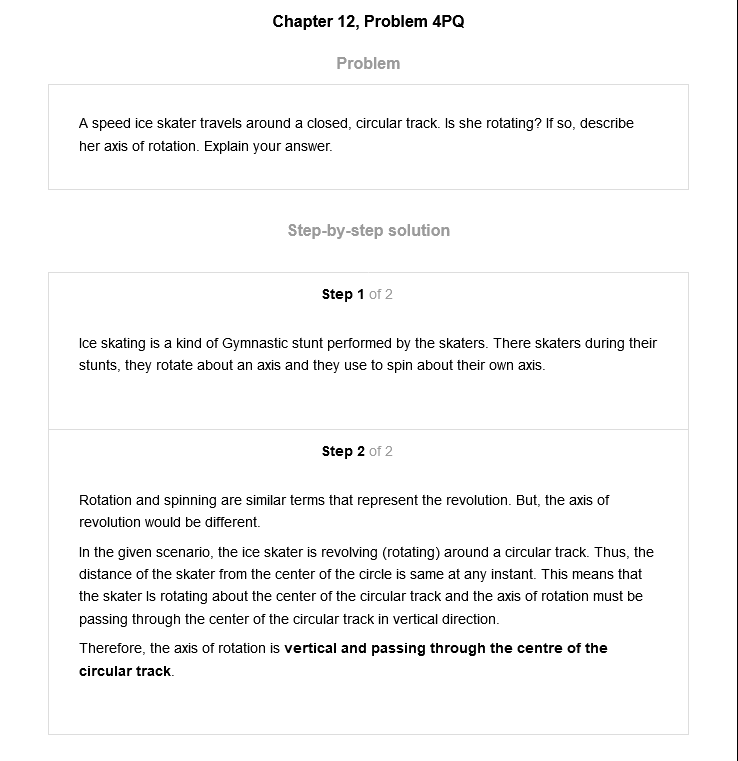 Chapter 12, Problem 4PQ
Problem
A speed ice skater travels around a closed, circular track. Is she rotating? If so, describe
her axis of rotation. Explain your answer.
Step-by-step solution
Step 1 of 2
Ice skating is a kind of Gymnastic stunt performed by the skaters. There skaters during their
stunts, they rotate about an axis and they use to spin about their own axis.
Step 2 of 2
Rotation and spinning are similar terms that represent the revolution. But, the axis of
revolution would be different.
In the given scenario, the ice skater is revolving (rotating) around a circular track. Thus, the
distance of the skater from the center of the circle is same at any instant. This means that
the skater Is rotating about the center of the circular track and the axis of rotation must be
passing through the center of the circular track in vertical direction.
Therefore, the axis of rotation is vertical and passing through the centre of the
circular track.